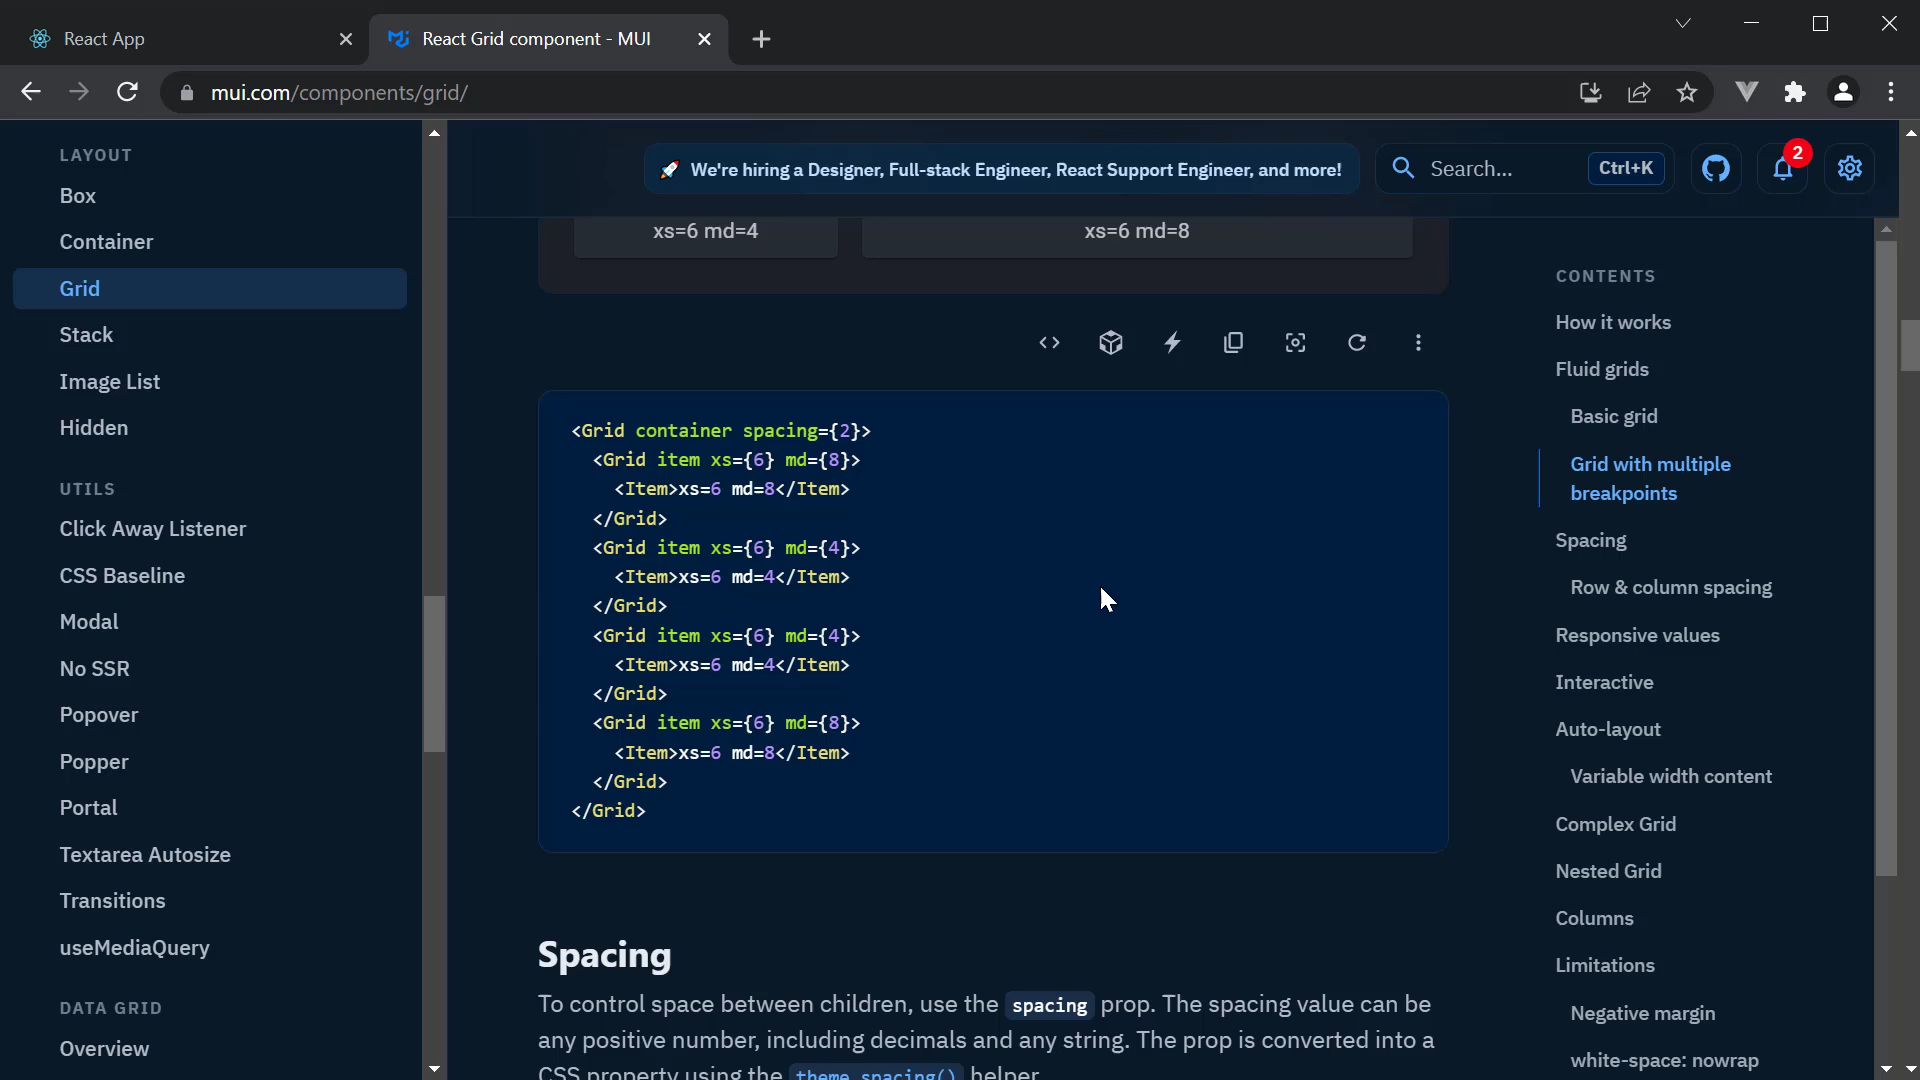 React App
React Grid component - MUI
mui.com/components/grid/
LAYOUT
Box
Container
Grid
Stack
Image List
Hidden
UTILS
Click Away Listener
CSS Baseline
Modal
No SSR
Popover
Popper
Portal
Textarea Autosize
Transitions
useMediaQuery
DATA GRID
Overview
We're hiring a Designer, Full-stack Engineer, React Support Engineer, and more!
Search...
Ctrl+K
2
xs=6 md=4
xs=6 md=8
<Grid container spacing={2}>
  <Grid item xs={6} md={8}>
    <Item>xs=6 md=8</Item>
  </Grid>
  <Grid item xs={6} md={4}>
    <Item>xs=6 md=4</Item>
  </Grid>
  <Grid item xs={6} md={4}>
    <Item>xs=6 md=4</Item>
  </Grid>
  <Grid item xs={6} md={8}>
    <Item>xs=6 md=8</Item>
  </Grid>
</Grid>
Spacing
To control space between children, use the spacing prop. The spacing value can be
any positive number, including decimals and any string. The prop is converted into a
CSS property using the theme.spacing() helper.
CONTENTS
How it works
Fluid grids
Basic grid
Grid with multiple
breakpoints
Spacing
Row & column spacing
Responsive values
Interactive
Auto-layout
Variable width content
Complex Grid
Nested Grid
Columns
Limitations
Negative margin
white-space: nowrap